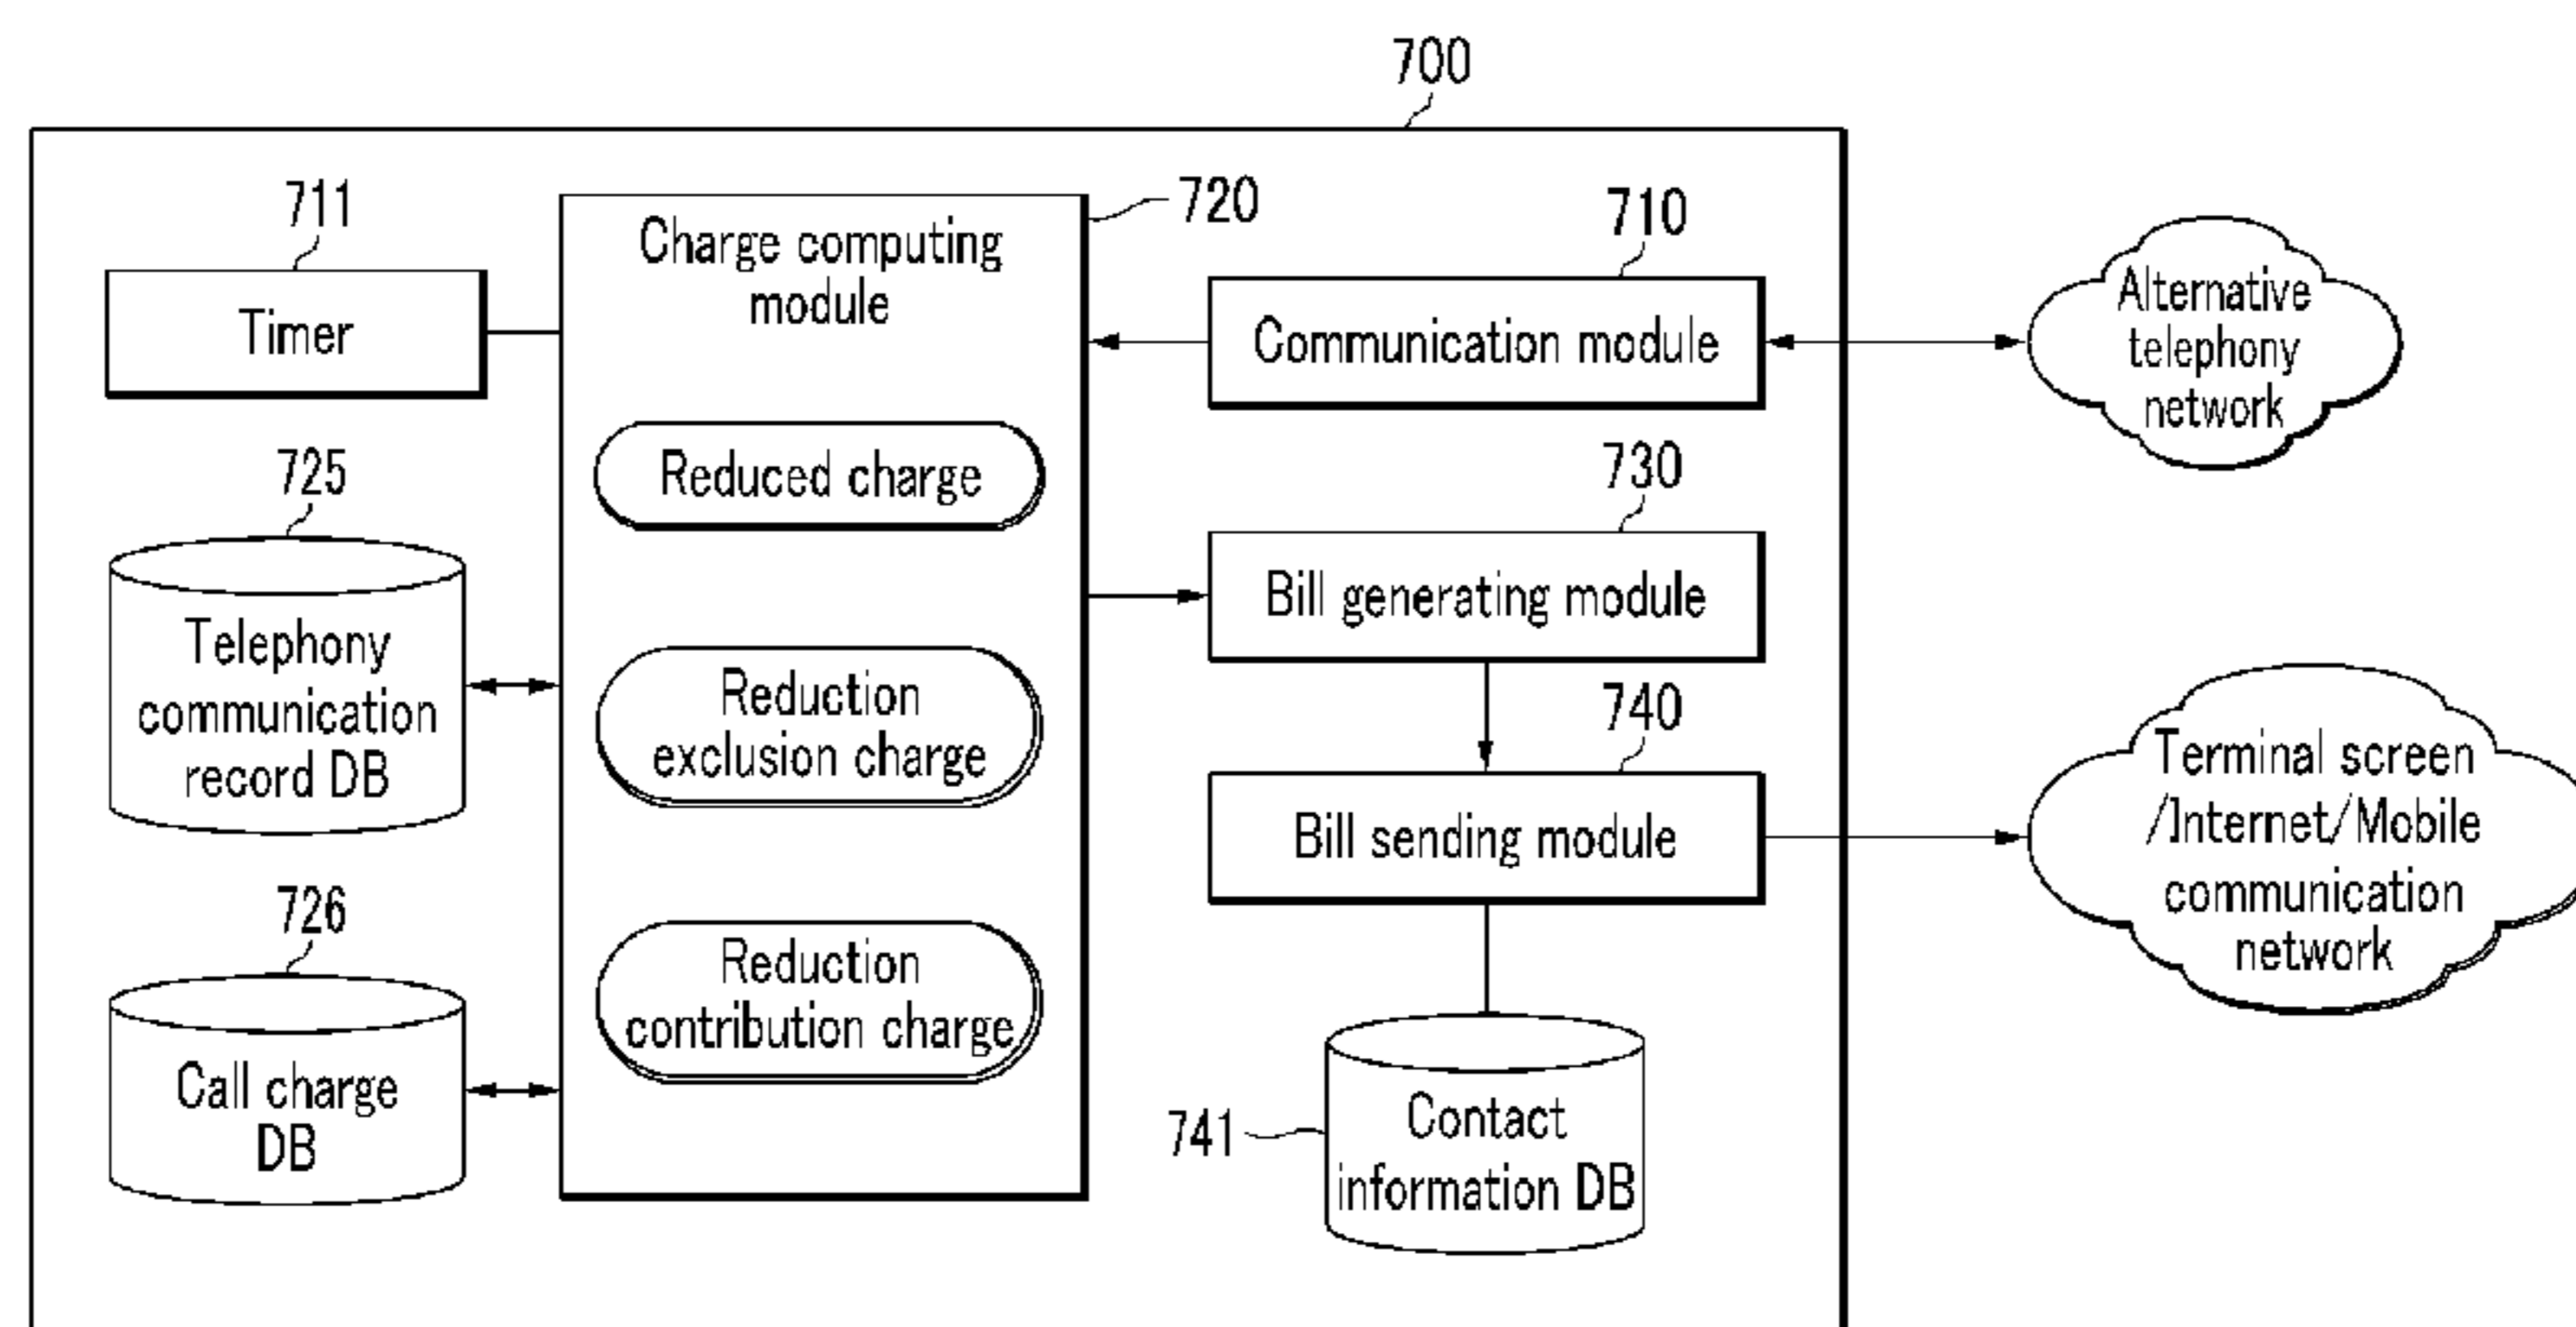 700
711
Timer
725
Telephony
communication
record DB
726
Call charge
DB
720
Charge computing
module
Reduced charge
Reduction
exclusion charge
Reduction
contribution charge
710
Communication module
730
Bill generating module
740
Bill sending module
741
Contact
information DB
Alternative
telephony
network
Terminal screen
/Internet/Mobile
communication
network